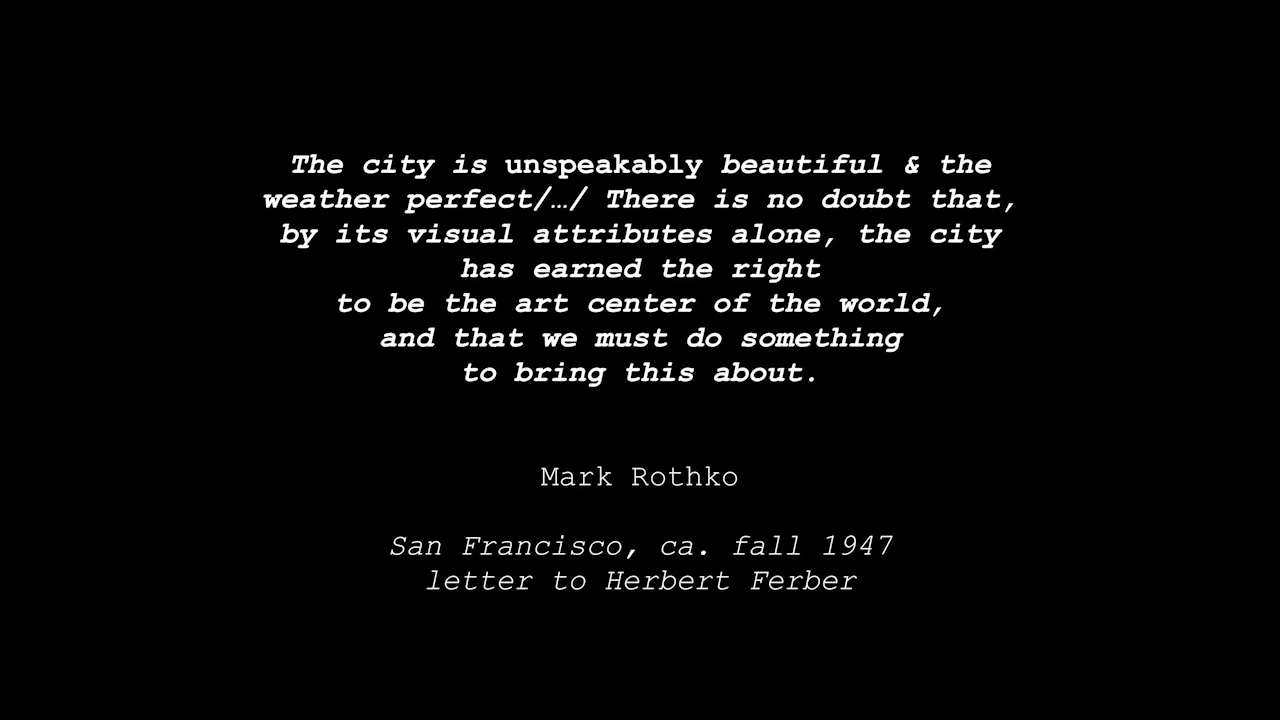 The city is unspeakably beautiful & the
weather perfect/…/ There is no doubt that,
by its visual attributes alone, the city
has earned the right
to be the art center of the world,
and that we must do something
to bring this about.
Mark Rothko
San Francisco, ca. fall 1947
letter to Herbert Ferber